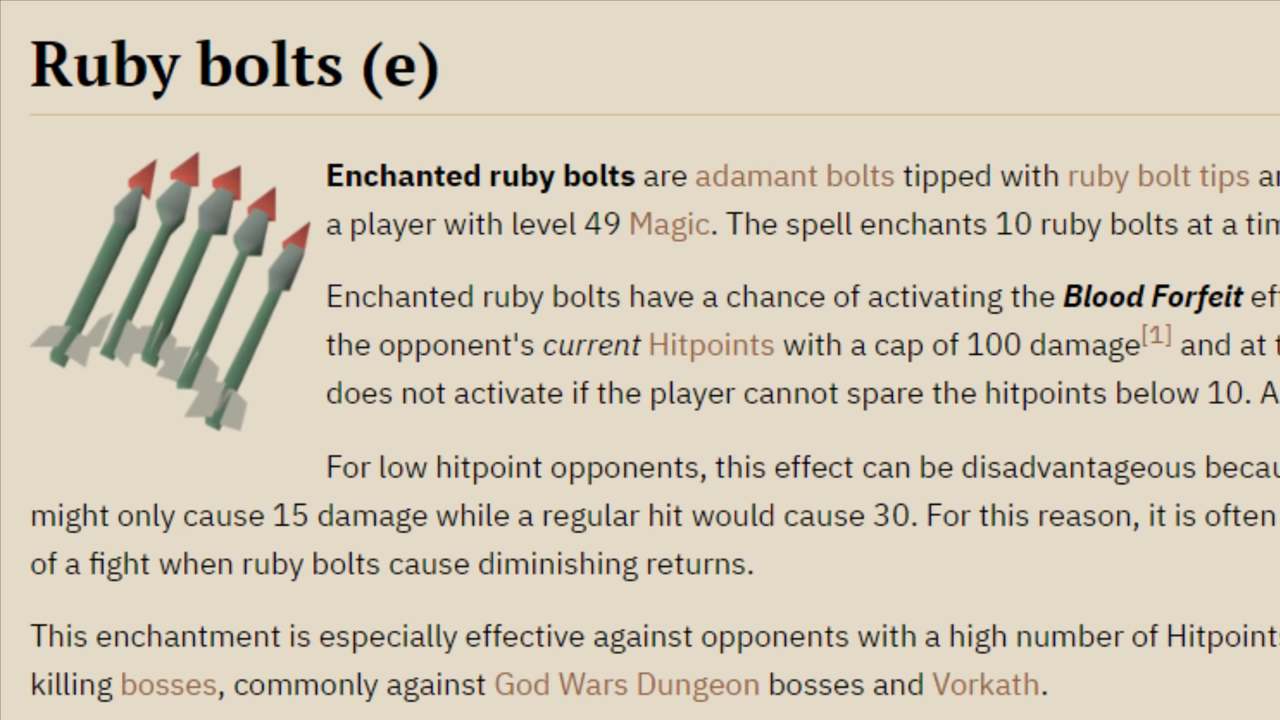 Ruby bolts (e)
Enchanted ruby bolts are adamant bolts tipped with ruby bolt tips
a player with level 49 Magic. The spell enchants 10 ruby bolts at a
Enchanted ruby bolts have a chance of activating the Blood Forfeit
the opponent's current Hitpoints with a cap of 100 damage[1] and at
does not activate if the player cannot spare the hitpoints below 10. A
For low hitpoint opponents, this effect can be disadvantageous
might only cause 15 damage while a regular hit would cause 30. For this reason, it is often
of a fight when ruby bolts cause diminishing returns.
This enchantment is especially effective against opponents with a high number of Hitpoints
killing bosses, commonly against God Wars Dungeon bosses and Vorkath.